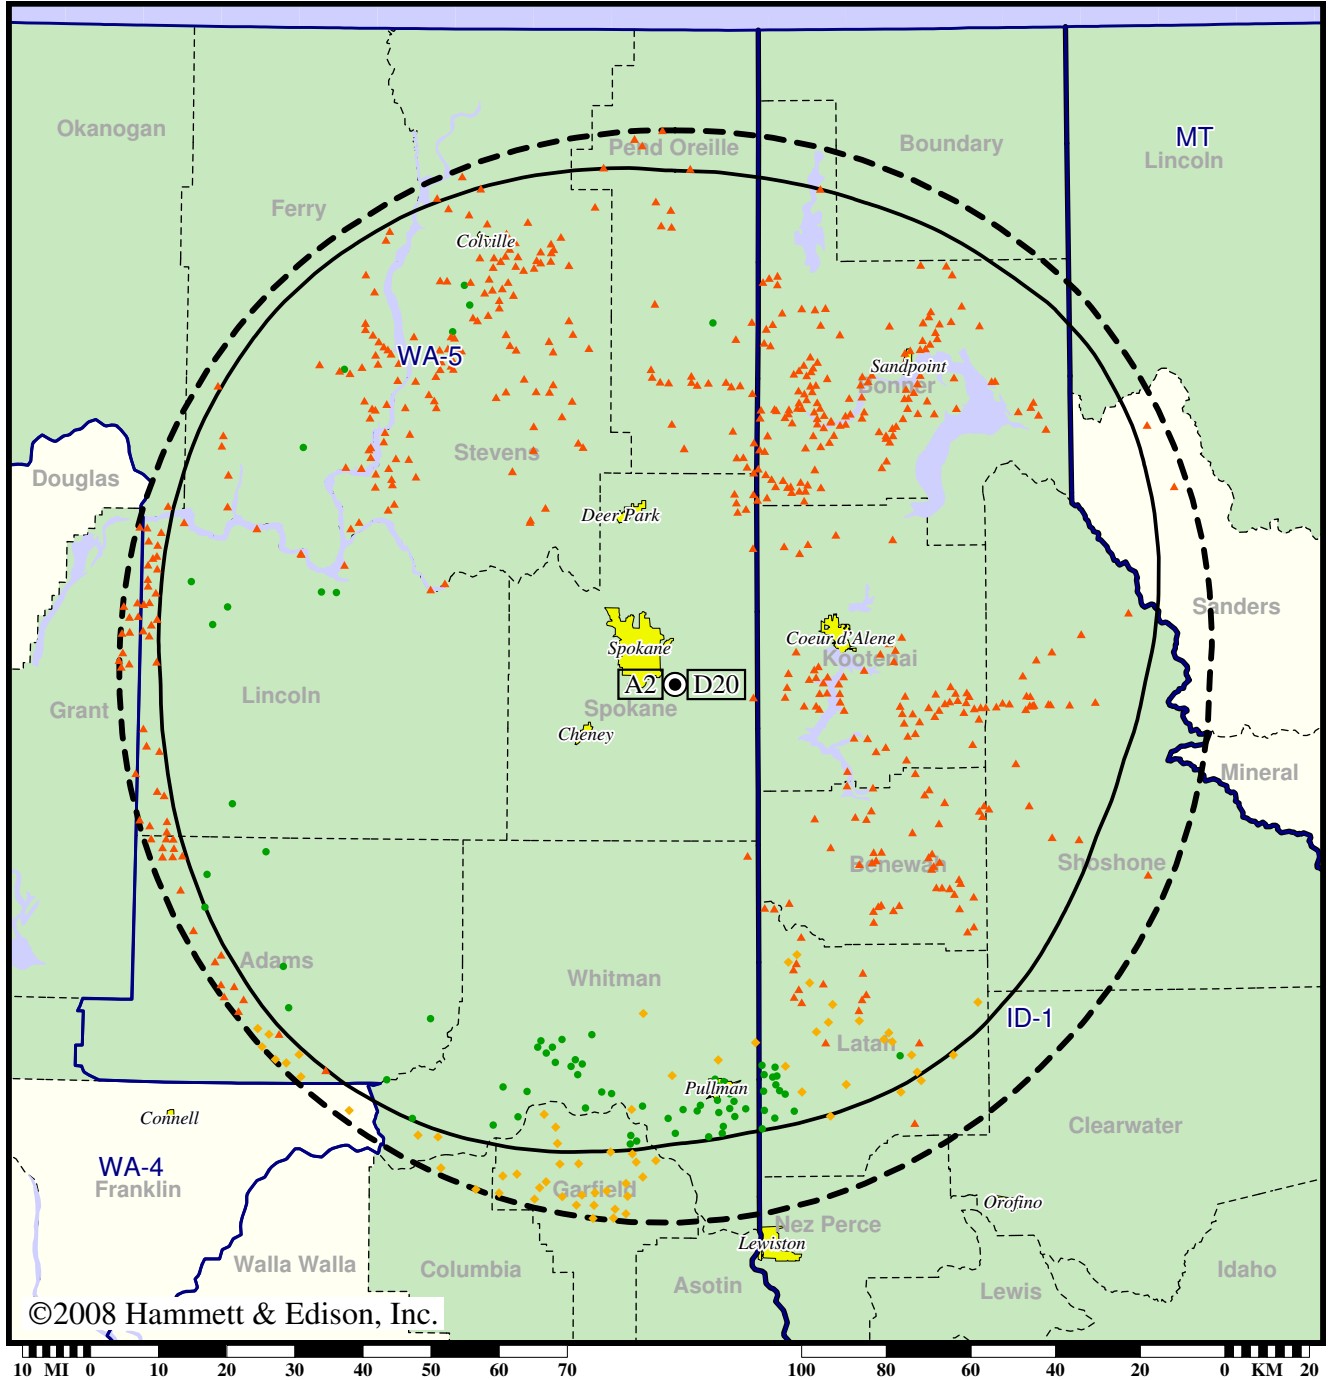 MT
Okanogan
Pend Oreille
Boundary
Lincoln
Ferry
Colville
WA-5
Sandpoint
Bonner
Stevens
Douglas
Deer Park
Sanders
Spokane
Coeur d'Alene
Kootenai
A2
D20
Lincoln
Grant
Spokane
Cheney
Mineral
Benewah
Shoshone
Adams
Whitman
ID-1
Latah
Pullman
Connell
Clearwater
WA-4
Franklin
Garfield
Orofino
Nez Perce
Lewiston
Walla Walla
Columbia
Asotin
Idaho
Lewis
©2008 Hammett & Edison, Inc.
10 MI 0 10 20 30 40 50 60 70 100 80 60 40 20 0 KM 20